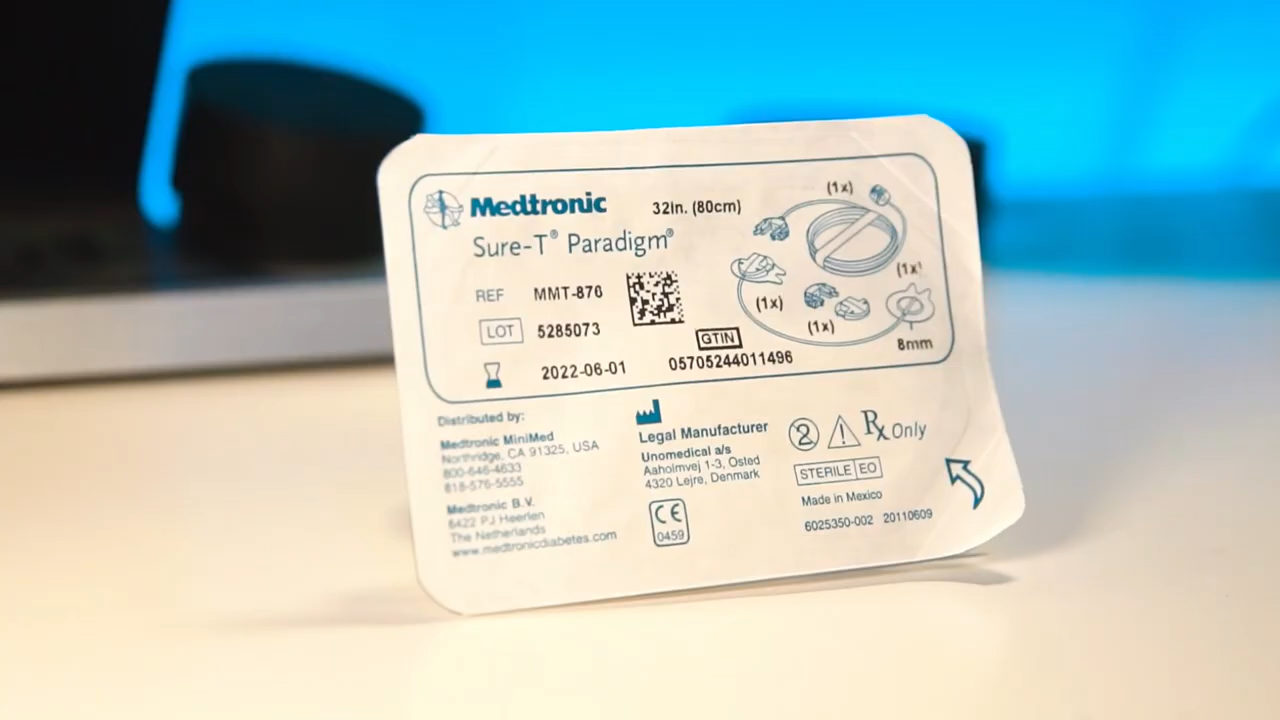 Medtronic
32in. (80cm)
Sure-T® Paradigm®
(1x)
(1x)
(1x)
(1x)
8mm
REF MMT-876
LOT 5285073
2022-06-01
GTIN
05705244011496
Distributed by:
Medtronic MiniMed
Northridge, CA 91325, USA
800-646-4633
818-576-5555
Medtronic B.V.
6422 PJ Heerlen
The Netherlands
www.medtronicdiabetes.com
Legal Manufacturer
Unomedical a/s
Aaholmvej 1-3, Osted
4320 Lejre, Denmark
CE
0459
2
Rx Only
STERILE EO
Made in Mexico
6025350-002 20110609